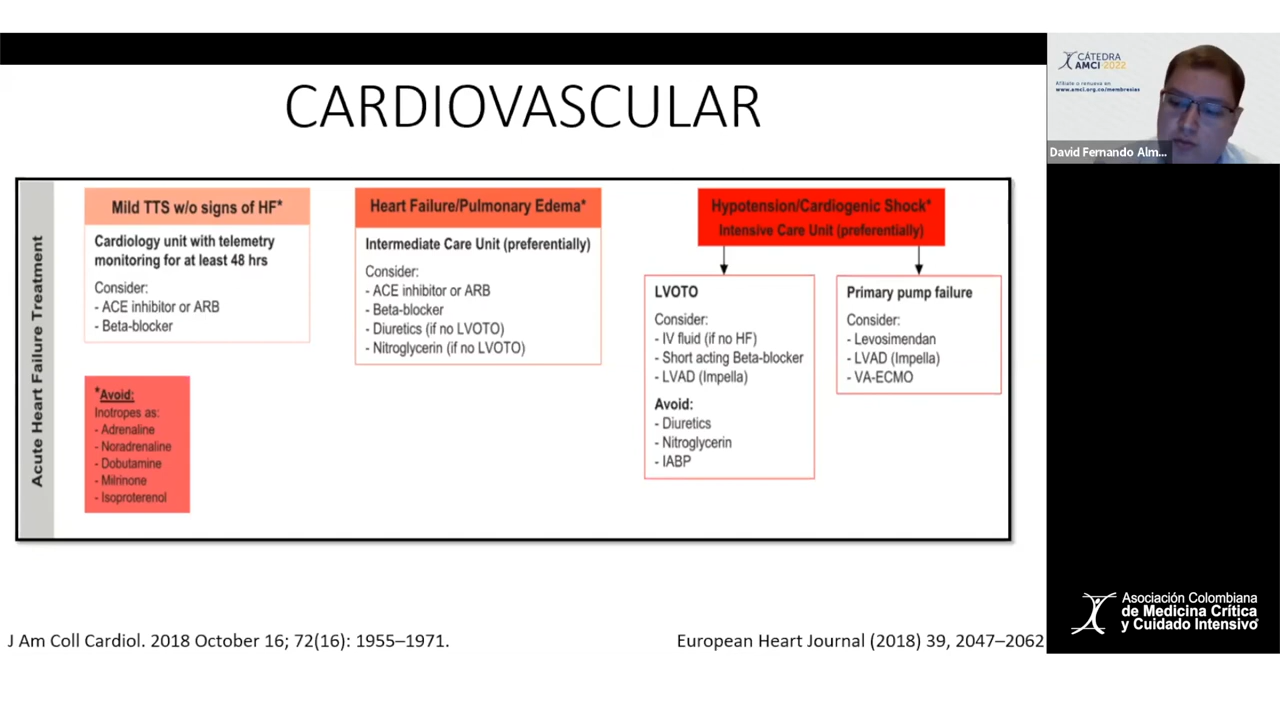 CARDIOVASCULAR
Acute Heart Failure Treatment
Mild TTS w/o signs of HF*
Cardiology unit with telemetry
monitoring for at least 48 hrs
Consider:
- ACE inhibitor or ARB
- Beta-blocker
*Avoid:
Inotropes as:
- Adrenaline
- Noradrenaline
- Dobutamine
- Milrinone
- Isoproterenol
Heart Failure/Pulmonary Edema*
Intermediate Care Unit (preferentially)
Consider:
- ACE inhibitor or ARB
- Beta-blocker
- Diuretics (if no LVOTO)
- Nitroglycerin (if no LVOTO)
Hypotension/Cardiogenic Shock*
Intensive Care Unit (preferentially)
LVOTO
Consider:
- IV fluid (if no HF)
- Short acting Beta-blocker
- LVAD (Impella)
Avoid:
- Diuretics
- Nitroglycerin
- IABP
Primary pump failure
Consider:
- Levosimendan
- LVAD (Impella)
- VA-ECMO
J Am Coll Cardiol. 2018 October 16; 72(16): 1955–1971.
European Heart Journal (2018) 39, 2047–2062
CÁTEDRA
AMCI 2022
Afíliate o renueva en
www.amci.org.co/membresias
David Fernando Alm...
Asociación Colombiana
de Medicina Crítica
y Cuidado Intensivo